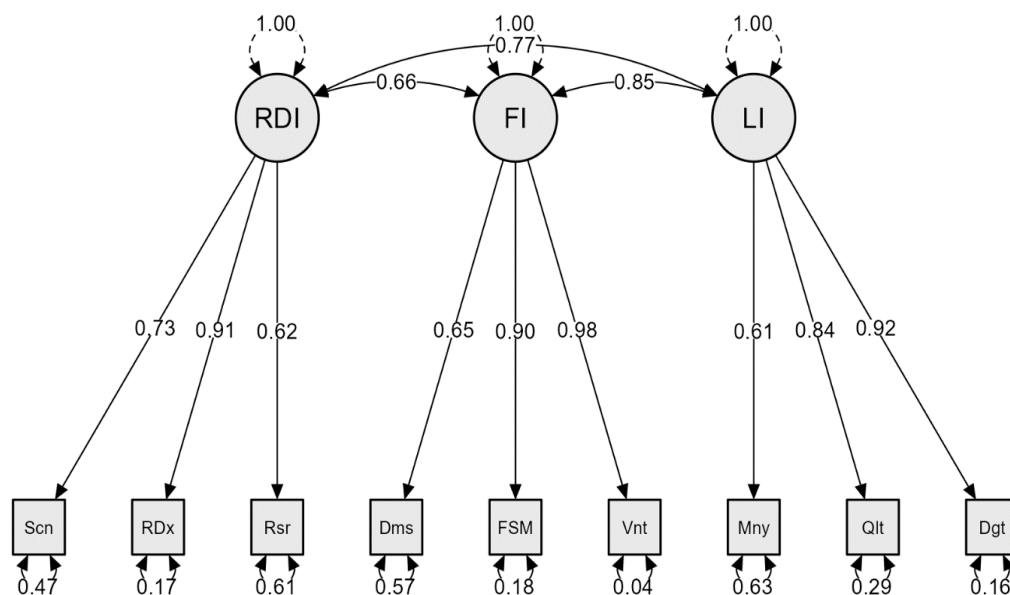 1.00 1.00 1.00
0.77
0.66 0.85
RDI FI LI
0.73 0.91 0.62 0.65 0.90 0.98 0.61 0.84 0.92
Scn RDx Rsr Dms FSM Vnt Mny Qlt Dgt
0.47 0.17 0.61 0.57 0.18 0.04 0.63 0.29 0.16